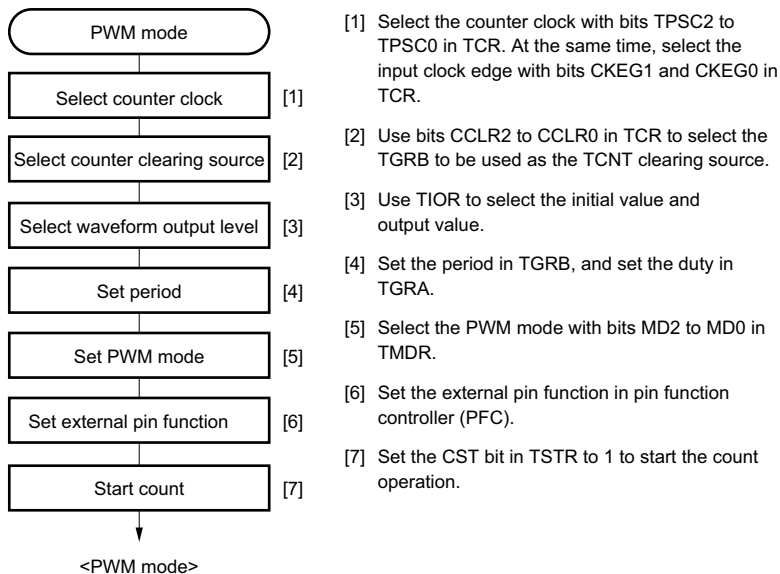 PWM mode
Select counter clock [1]
Select counter clearing source [2]
Select waveform output level [3]
Set period [4]
Set PWM mode [5]
Set external pin function [6]
Start count [7]
<PWM mode>
[1] Select the counter clock with bits TPSC2 to
TPSC0 in TCR. At the same time, select the
input clock edge with bits CKEG1 and CKEG0 in
TCR.
[2] Use bits CCLR2 to CCLR0 in TCR to select the
TGRB to be used as the TCNT clearing source.
[3] Use TIOR to select the initial value and
output value.
[4] Set the period in TGRB, and set the duty in
TGRA.
[5] Select the PWM mode with bits MD2 to MD0 in
TMDR.
[6] Set the external pin function in pin function
controller (PFC).
[7] Set the CST bit in TSTR to 1 to start the count
operation.